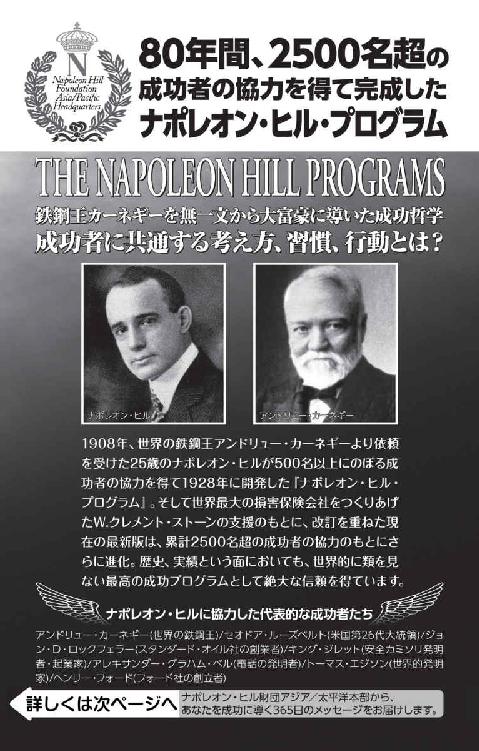 N
Napoleon Hill
Foundation
Asia/Pacific
Headquarters
80年間、2500名超の
成功者の協力を得て完成した
ナポレオン・ヒル・プログラム
THE NAPOLEON HILL PROGRAMS
鉄鋼王カーネギーを無一文から大富豪に導いた成功哲学
成功者に共通する考え方、習慣、行動とは？
ナポレオン・ヒル
アンドリュー・カーネギー
1908年、世界の鉄鋼王アンドリュー・カーネギーより依頼
を受けた25歳のナポレオン・ヒルが500名以上にのぼる成
功者の協力を得て1928年に開発した『ナポレオン・ヒル・
プログラム』。そして世界最大の損害保険会社をつくりあげ
たW.クレメント・ストーンの支援のもとに、改訂を重ねた現
在の最新版は、累計2500名超の成功者の協力のもとにさ
らに進化。歴史、実績という面においても、世界的に類を見
ない最高の成功プログラムとして絶大な信頼を得ています。
ナポレオン・ヒルに協力した代表的な成功者たち
アンドリュー・カーネギー(世界の鉄鋼王)/セオドア・ルーズベルト(米国第26代大統領)/ジョ
ン・D・ロックフェラー(スタンダード・オイル社の創業者)/キング・ジレット(安全カミソリ発明
者・起業家)/アレキサンダー・グラハム・ベル(電話の発明者)/トーマス・エジソン(世界的発明
家)/ヘンリー・フォード(フォード社の創立者)
詳しくは次ページへ
ナポレオン・ヒル財団アジア/太平洋本部から、
あなたを成功に導く365日のメッセージをお届けします。